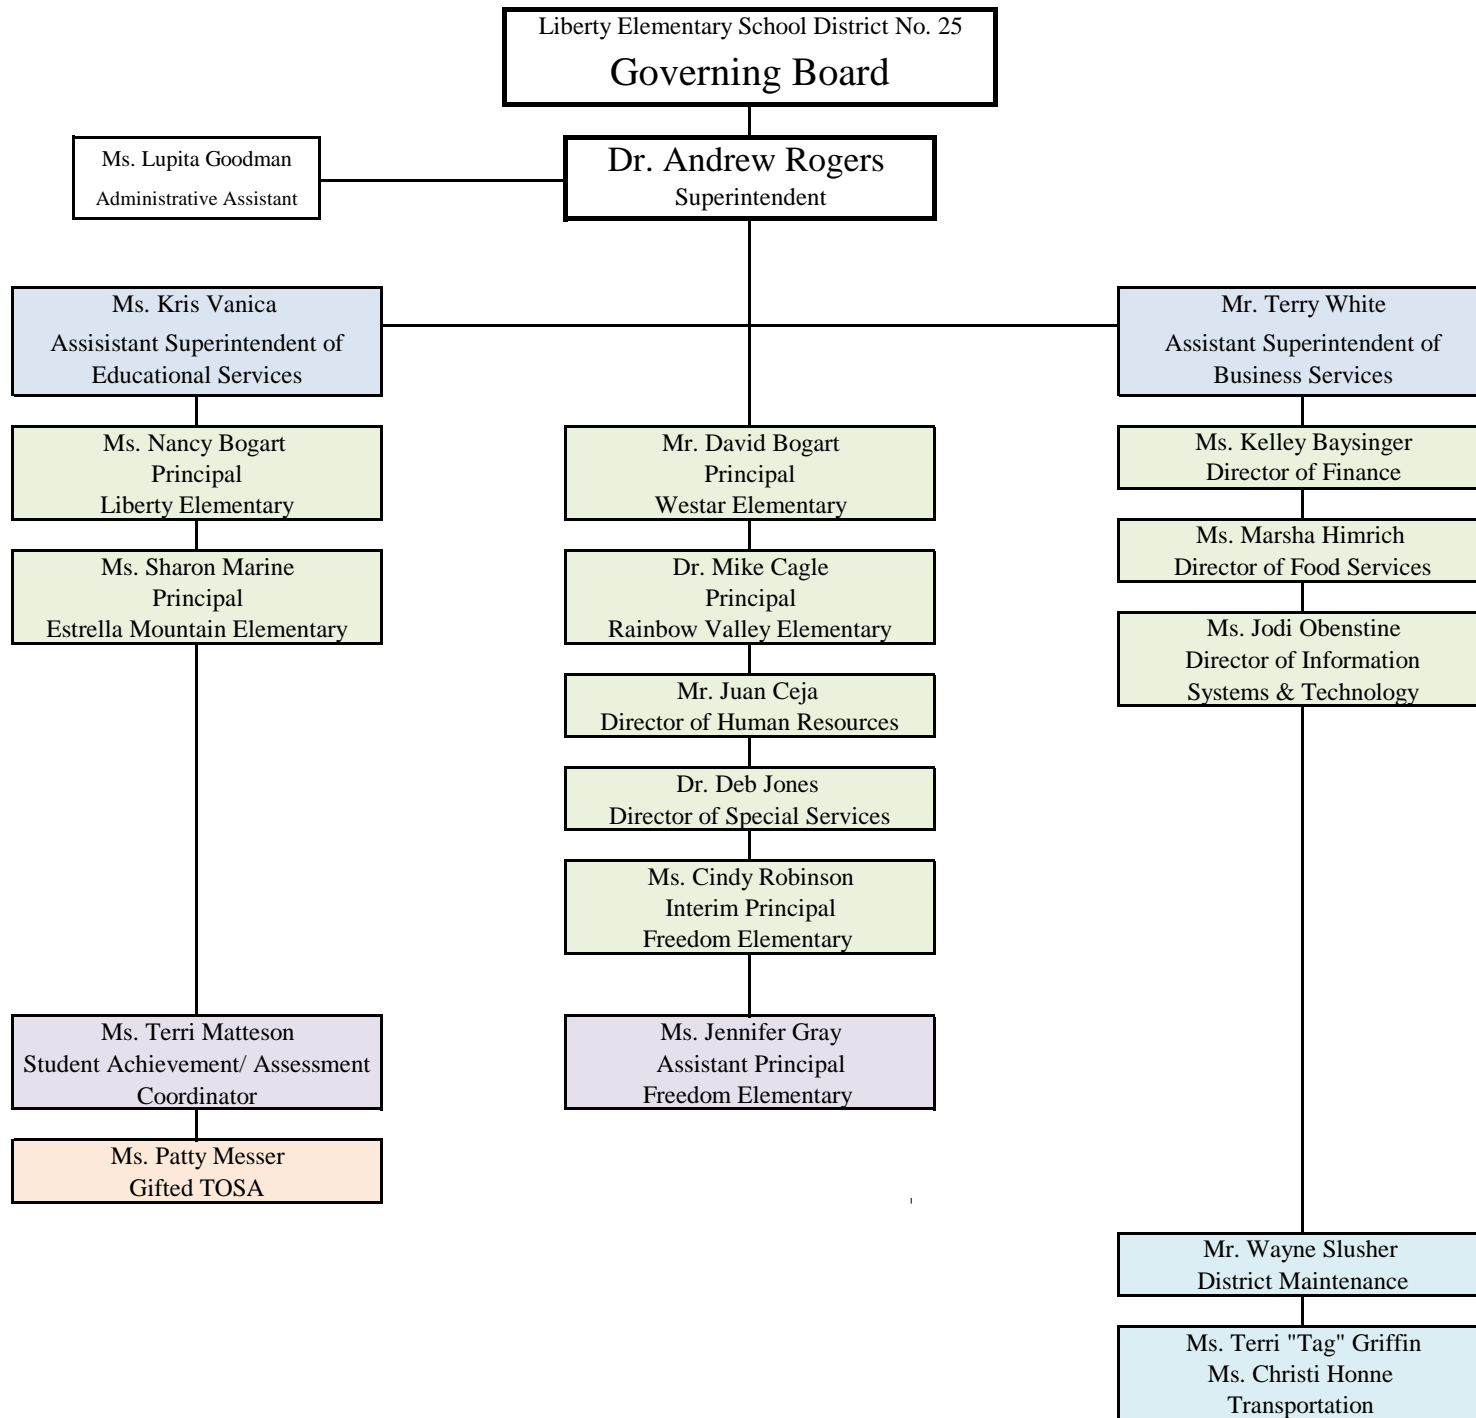 Liberty Elementary School District No. 25
Governing Board
Ms. Lupita Goodman
Administrative Assistant
Dr. Andrew Rogers
Superintendent
Ms. Kris Vanica
Assisistant Superintendent of
Educational Services
Mr. Terry White
Assistant Superintendent of
Business Services
Ms. Nancy Bogart
Principal
Liberty Elementary
Ms. Sharon Marine
Principal
Estrella Mountain Elementary
Ms. Terri Matteson
Student Achievement/ Assessment
Coordinator
Ms. Patty Messer
Gifted TOSA
Mr. David Bogart
Principal
Westar Elementary
Dr. Mike Cagle
Principal
Rainbow Valley Elementary
Mr. Juan Ceja
Director of Human Resources
Dr. Deb Jones
Director of Special Services
Ms. Cindy Robinson
Interim Principal
Freedom Elementary
Ms. Jennifer Gray
Assistant Principal
Freedom Elementary
Ms. Kelley Baysinger
Director of Finance
Ms. Marsha Himrich
Director of Food Services
Ms. Jodi Obenstine
Director of Information
Systems & Technology
Mr. Wayne Slusher
District Maintenance
Ms. Terri "Tag" Griffin
Ms. Christi Honne
Transportation